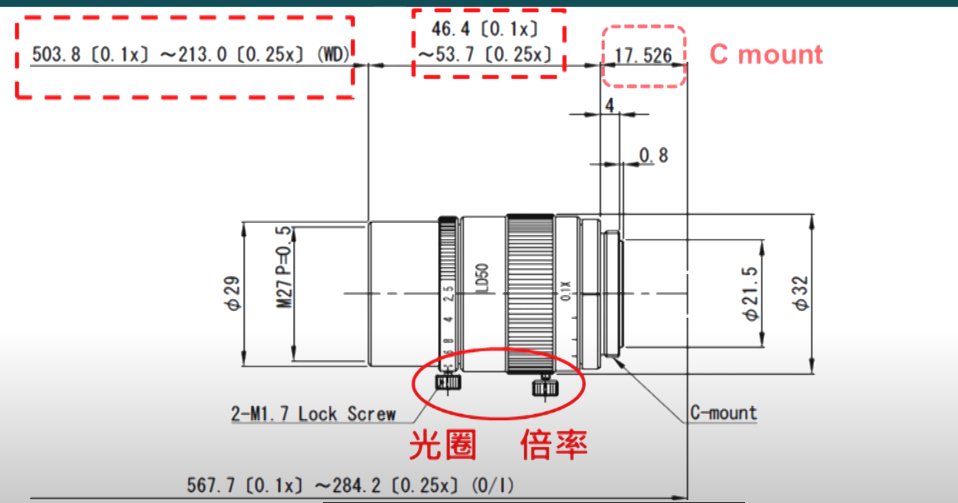 503.8 [0.1x] ~213.0 [0.25x] (WD)
46.4 [0.1x]
~53.7 [0.25x]
17.526
C mount
4
0.8
φ29
M27 P=0.5
2.5
4
8
LD50
0.1X
φ21.5
φ32
2-M1.7 Lock Screw
C-mount
光圈
倍率
567.7 [0.1x] ~284.2 [0.25x] (O/I)